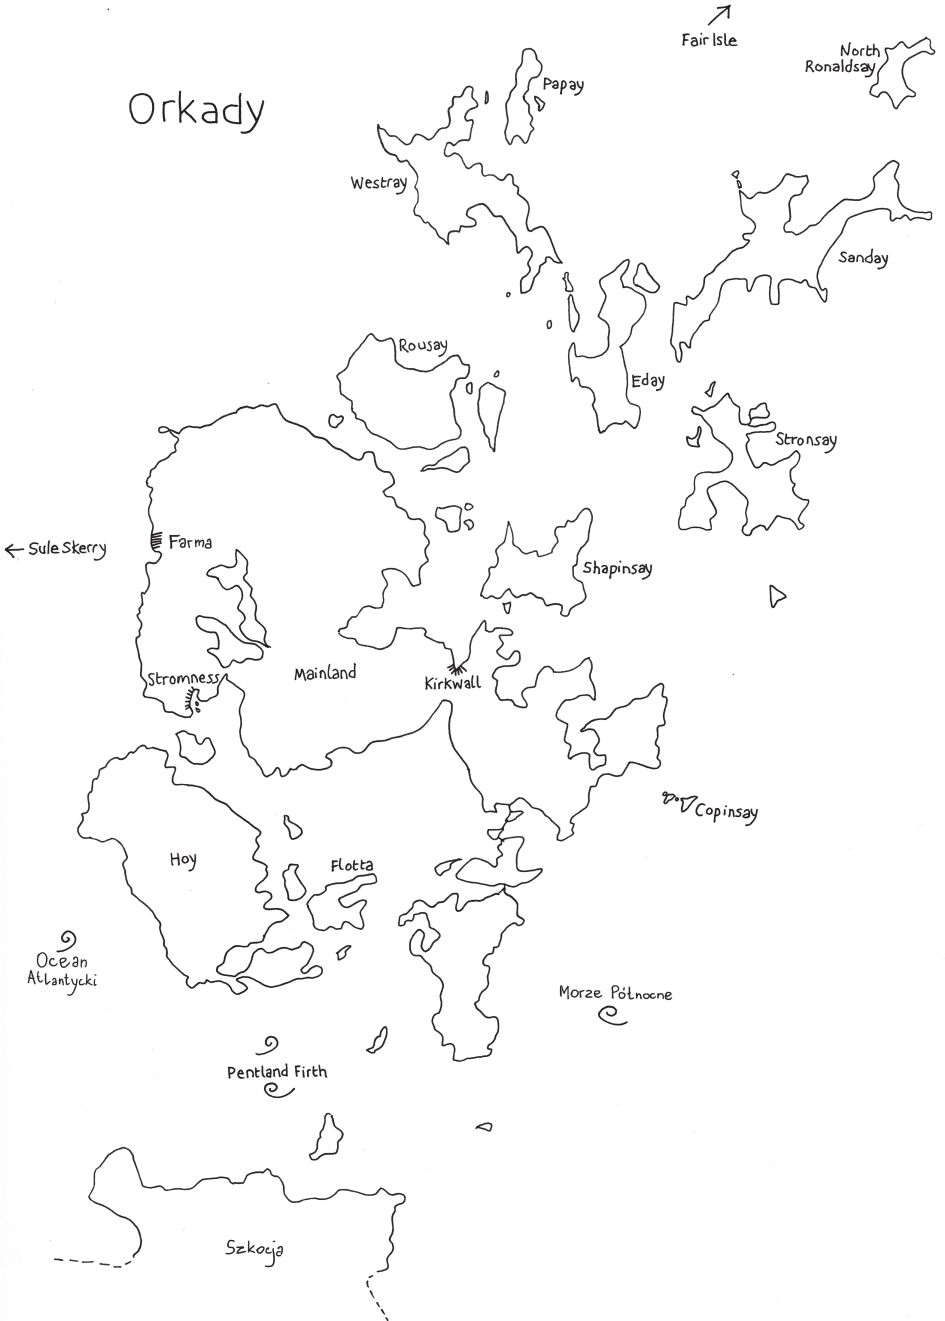 Fair Isle
North
Ronaldsay
Orkady
Papay
Westray
Sanday
Rousay
Eday
Stronsay
Farma
Sule Skerry
Shapinsay
Mainland
Stromness
Kirkwall
Copinsay
Hoy
Flotta
Ocean
Atlantycki
Morze Północne
Pentland Firth
Szkocja